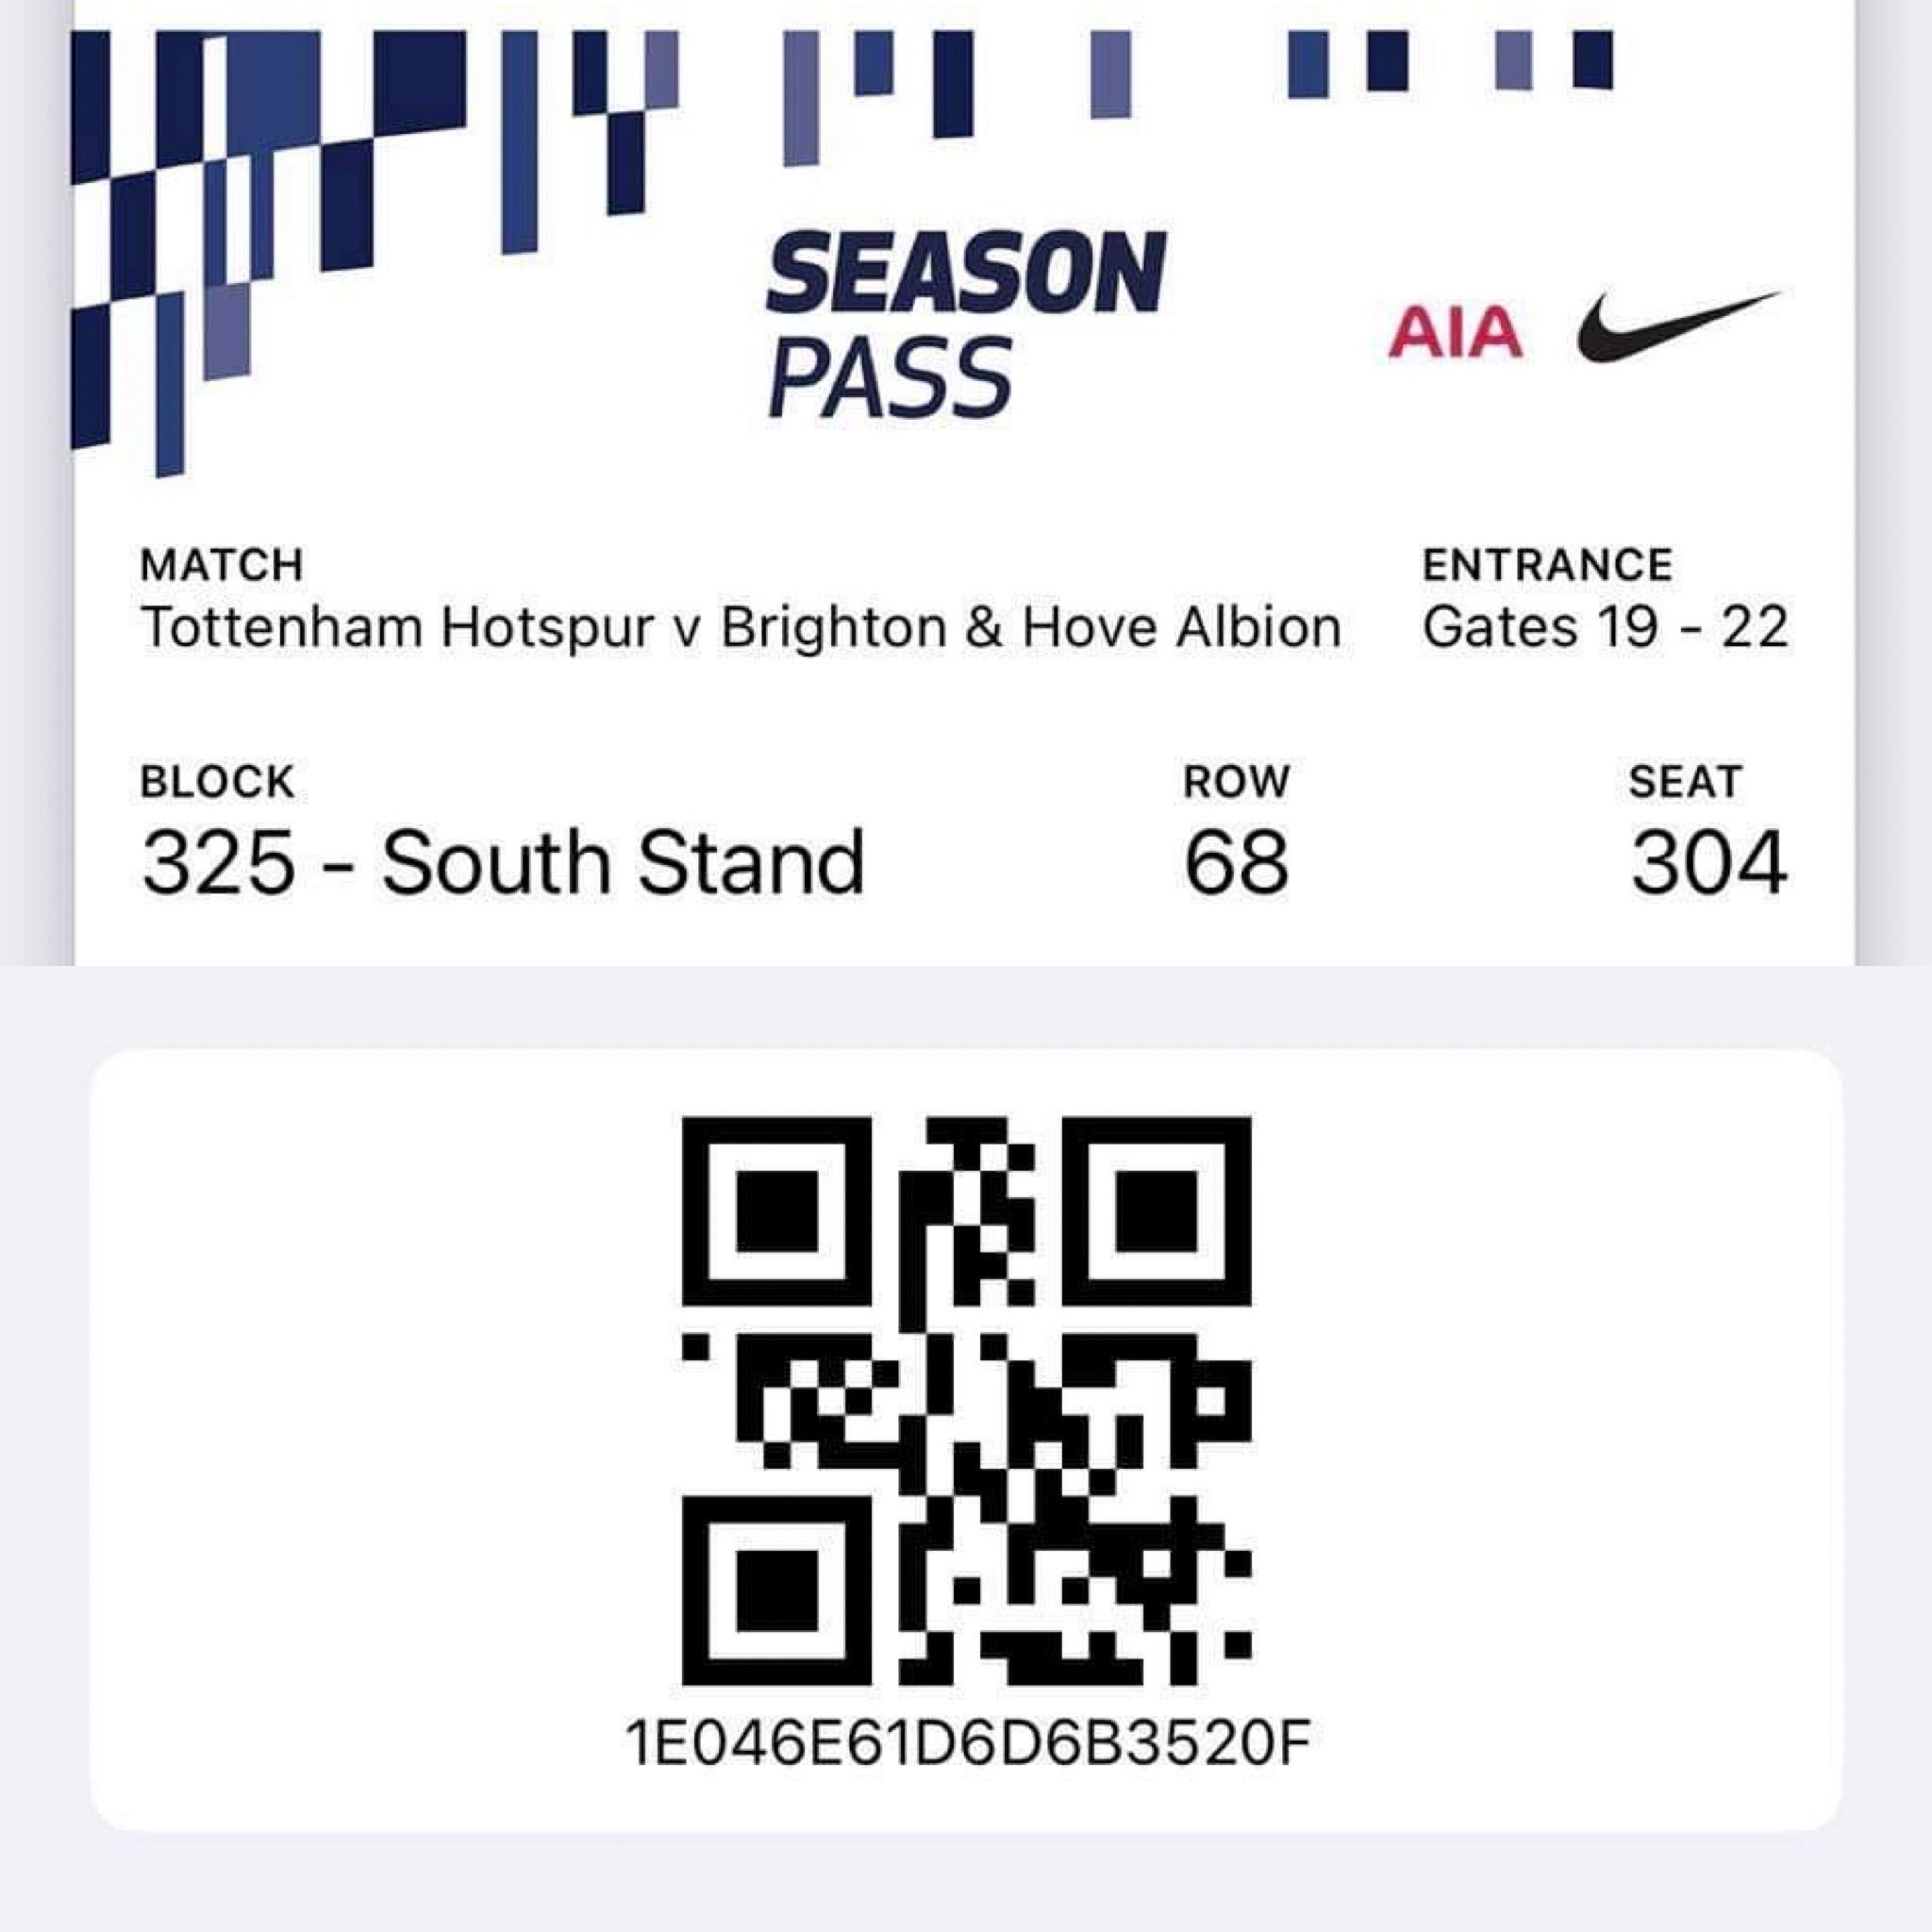 SEASON
PASS
AIA
MATCH
Tottenham Hotspur v Brighton & Hove Albion
ENTRANCE
Gates 19 - 22
BLOCK
325 - South Stand
ROW
68
SEAT
304
1E046E61D6D6B3520F